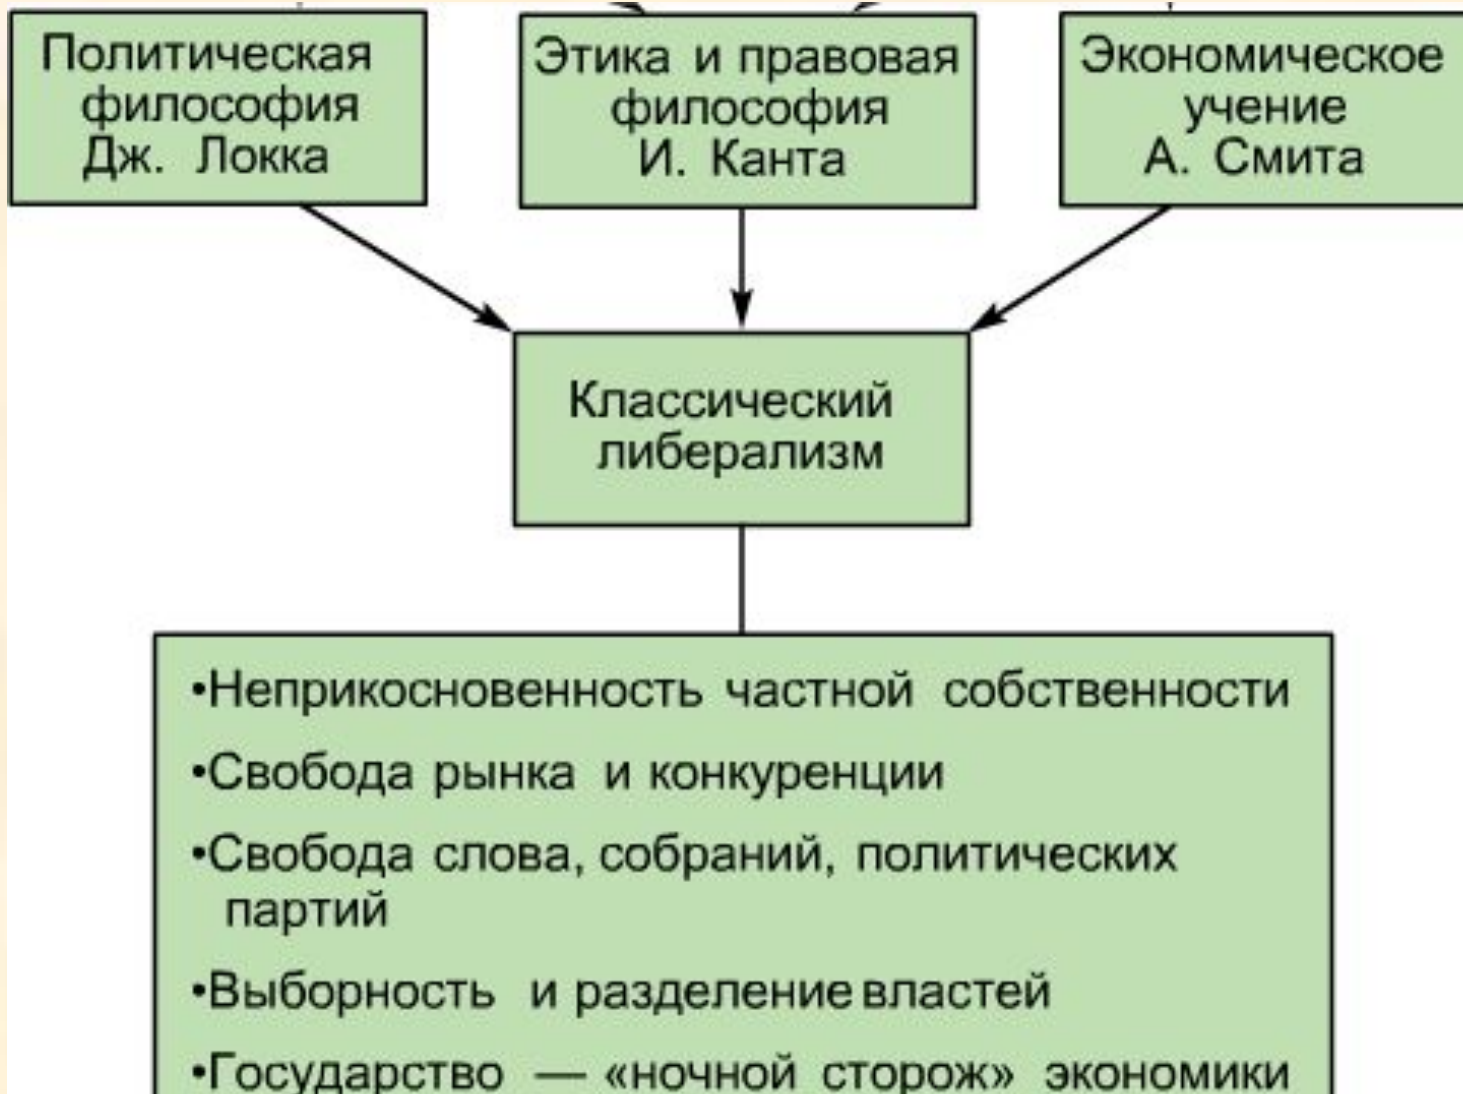 Политическая
философия
Дж. Локка
Этика и правовая
философия
И. Канта
Экономическое
учение
А. Смита
Классический
либерализм
•Неприкосновенность частной собственности
•Свобода рынка и конкуренции
•Свобода слова, собраний, политических
партий
•Выборность и разделение властей
•Государство — «ночной сторож» экономики